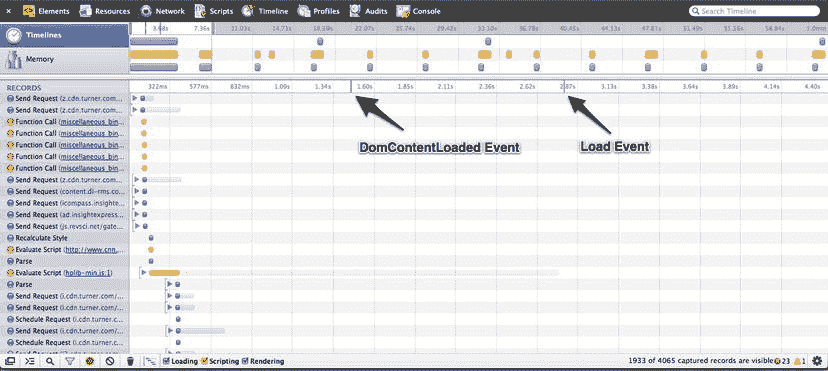 × Elements Resources Network Scripts Timeline Profiles Audits Console Search Timeline
Timelines 3.68s 7.36s 11.03s 14.71s 18.39s 22.07s 25.74s 29.42s 33.10s 36.78s 40.45s 44.13s 47.81s 51.49s 55.16s 58.84s 1.0min
Memory
RECORDS 322ms 577ms 832ms 1.09s 1.34s 1.60s 1.85s 2.11s 2.36s 2.62s 2.87s 3.13s 3.38s 3.64s 3.89s 4.14s 4.40s
Send Request (z.cdn.turner.com...
Send Request (z.cdn.turner.com...
Function Call (miscellaneous_bin...
Function Call (miscellaneous_bin...
Function Call (miscellaneous_bin...
DomContentLoaded Event
Load Event
Function Call (miscellaneous_bin...
Function Call (miscellaneous_bin...
Send Request (z.cdn.turner.com...
Send Request (content.dl-rms.co...
Send Request (icompass.insighte...
Send Request (ad.insightexpress...
Send Request (js.revsci.net/gate...
Recalculate Style
Evaluate Script (http://www.cnn...
Parse
Evaluate Script (hplib-min.js:1)
Parse
Send Request (i.cdn.turner.com/...
Send Request (i.cdn.turner.com/...
Schedule Request (i.cdn.turner...
Send Request (i.cdn.turner.com/...
Schedule Request (i.cdn.turner...
Send Request (i.cdn.turner.com/...
Loading Scripting Rendering 1933 of 4065 captured records are visible 23 1